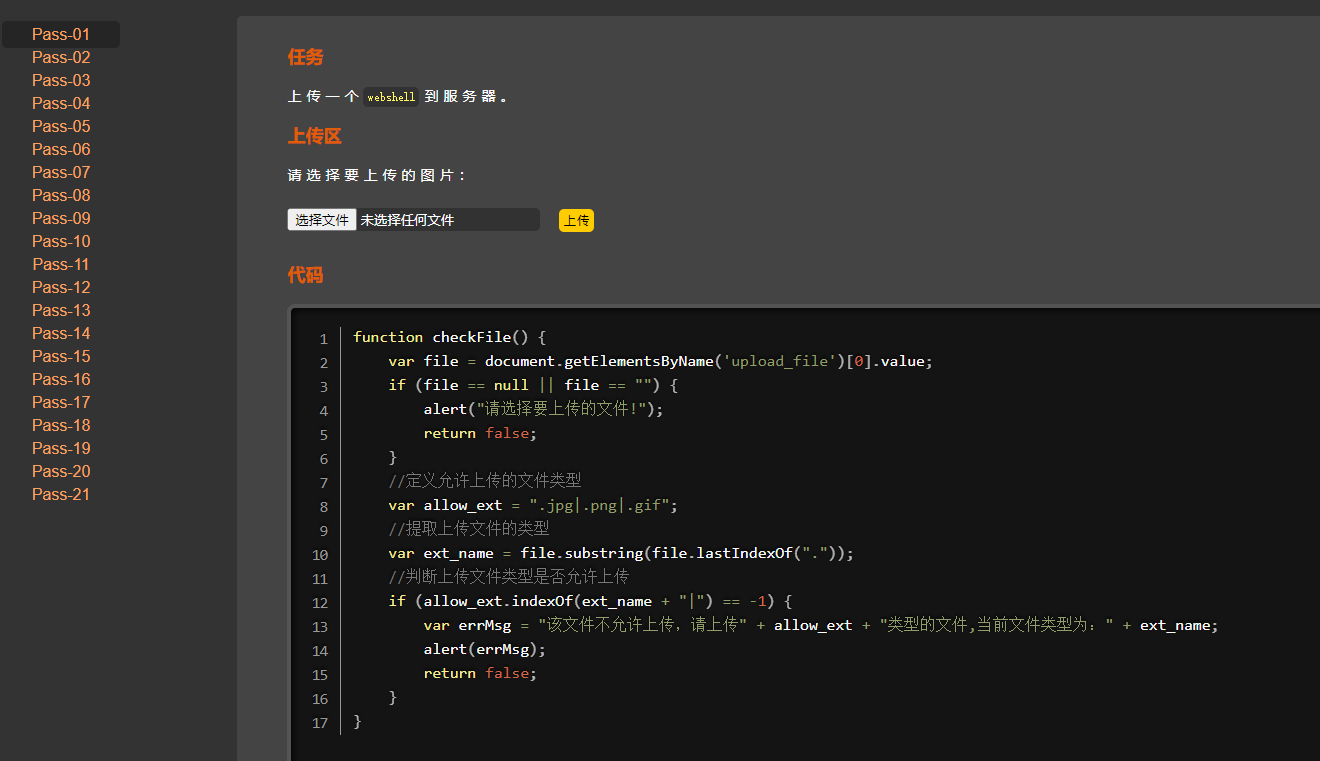 Pass-01
Pass-02
Pass-03
Pass-04
Pass-05
Pass-06
Pass-07
Pass-08
Pass-09
Pass-10
Pass-11
Pass-12
Pass-13
Pass-14
Pass-15
Pass-16
Pass-17
Pass-18
Pass-19
Pass-20
Pass-21
任务
上传一个 webshell 到服务器。
上传区
请选择要上传的图片：
选择文件 未选择任何文件 上传
代码
1 function checkFile() {
2     var file = document.getElementsByName('upload_file')[0].value;
3     if (file == null || file == "") {
4         alert("请选择要上传的文件!");
5         return false;
6     }
7     //定义允许上传的文件类型
8     var allow_ext = ".jpg|.png|.gif";
9     //提取上传文件的类型
10     var ext_name = file.substring(file.lastIndexOf("."));
11     //判断上传文件类型是否允许上传
12     if (allow_ext.indexOf(ext_name + "|") == -1) {
13         var errMsg = "该文件不允许上传，请上传" + allow_ext + "类型的文件,当前文件类型为：" + ext_name;
14         alert(errMsg);
15         return false;
16     }
17 }